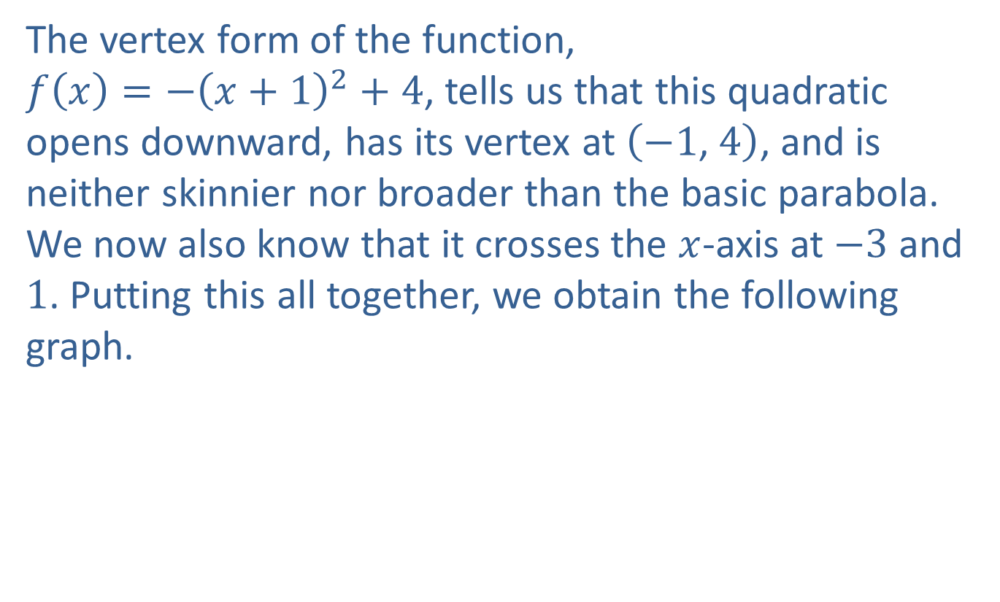 The vertex form of the function,
f(x) = −(x + 1)² + 4, tells us that this quadratic
opens downward, has its vertex at (−1, 4), and is
neither skinnier nor broader than the basic parabola.
We now also know that it crosses the x-axis at −3 and
1. Putting this all together, we obtain the following
graph.